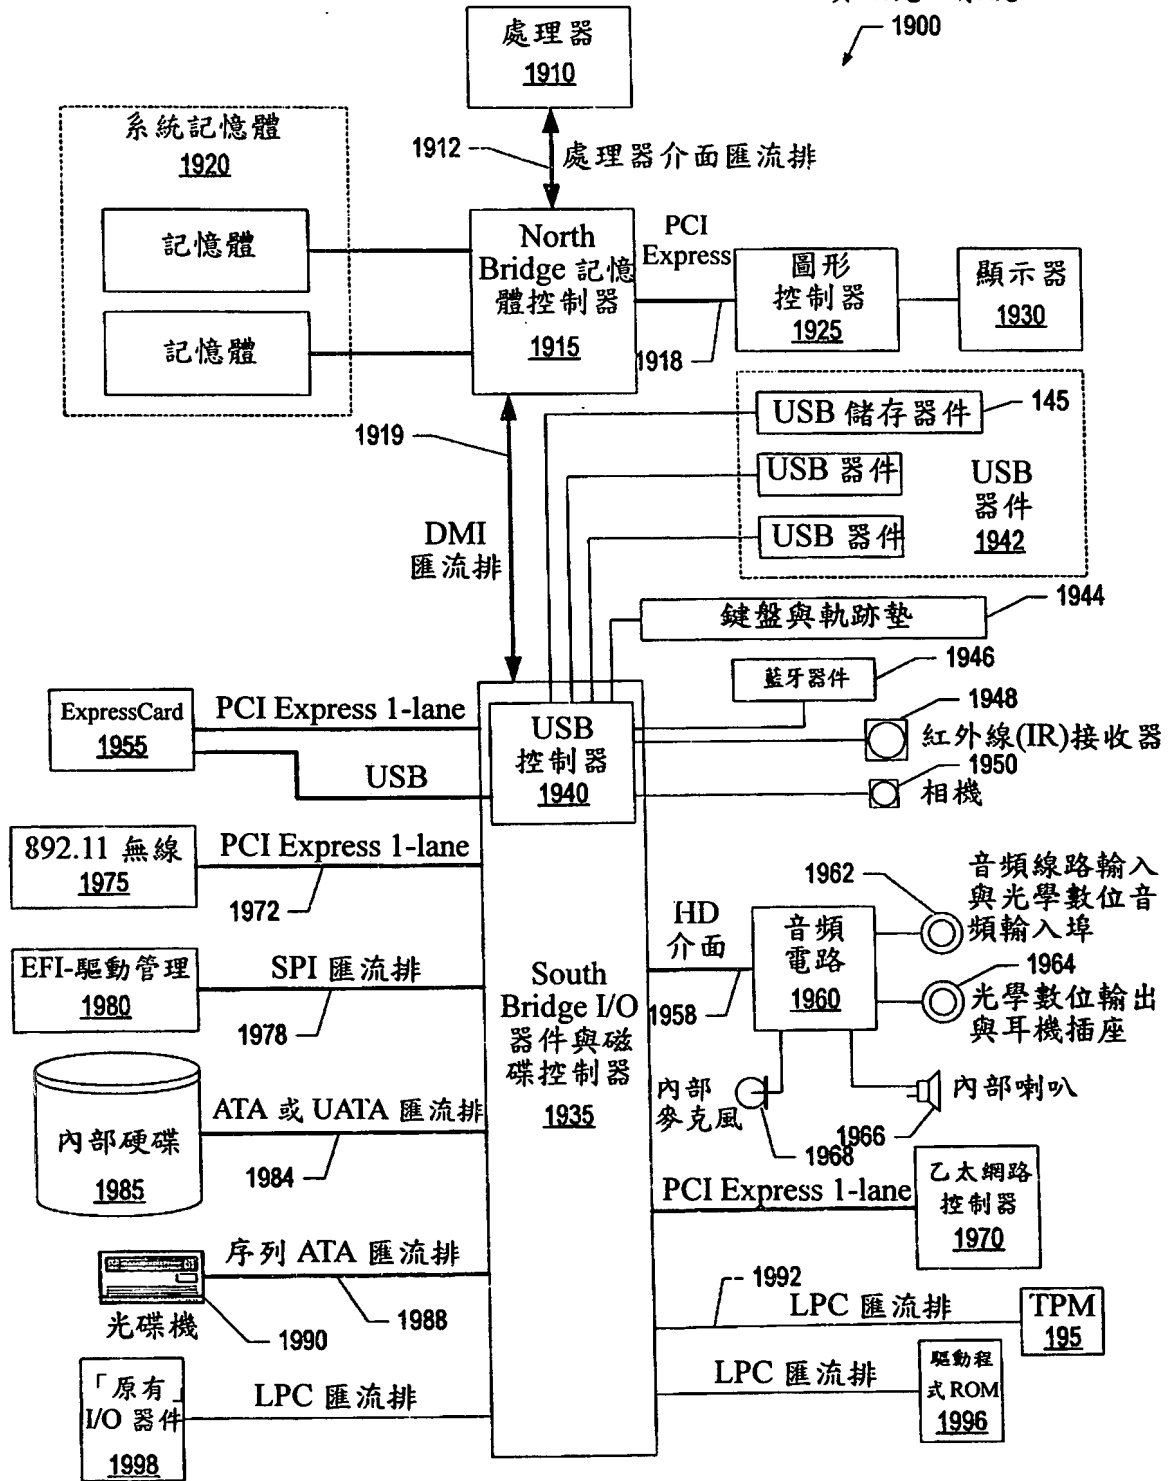 1900
處理器
1910
1912
處理器介面匯流排
系統記憶體
1920
記憶體
記憶體
North
Bridge 記憶
體控制器
1915
PCI
Express
1918
圖形
控制器
1925
顯示器
1930
1919
DMI
匯流排
USB 儲存器件
145
USB 器件
USB 器件
USB
器件
1942
鍵盤與軌跡墊
1944
藍牙器件
1946
1948
紅外線(IR)接收器
1950
相機
ExpressCard
1955
PCI Express 1-lane
USB
USB
控制器
1940
892.11 無線
1975
PCI Express 1-lane
1972
EFI-驅動管理
1980
SPI 匯流排
1978
South
Bridge I/O
器件與磁
碟控制器
1935
HD
介面
1958
音頻
電路
1960
1962
音頻線路輸入
與光學數位音
頻輸入埠
1964
光學數位輸出
與耳機插座
內部
麥克風
1968
內部喇叭
1966
內部硬碟
1985
ATA 或 UATA 匯流排
1984
PCI Express 1-lane
乙太網路
控制器
1970
光碟機
1990
序列 ATA 匯流排
1988
1992
LPC 匯流排
TPM
195
「原有」
I/O 器件
1998
LPC 匯流排
LPC 匯流排
驅動程
式 ROM
1996